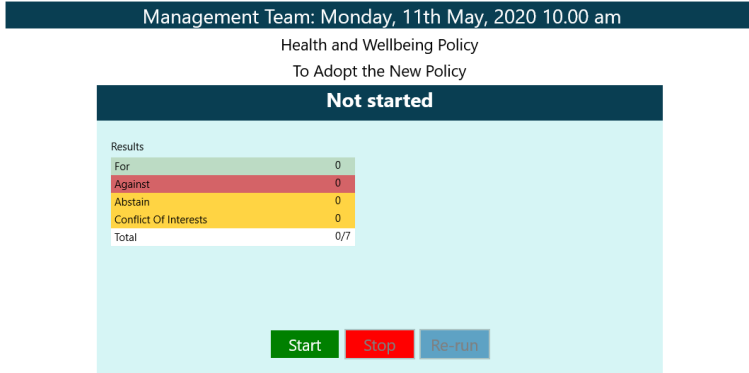 Management Team: Monday, 11th May, 2020 10.00 am
Health and Wellbeing Policy
To Adopt the New Policy
Not started
Results
For 0
Against 0
Abstain 0
Conflict Of Interests 0
Total 0/7
Start Stop Re-run